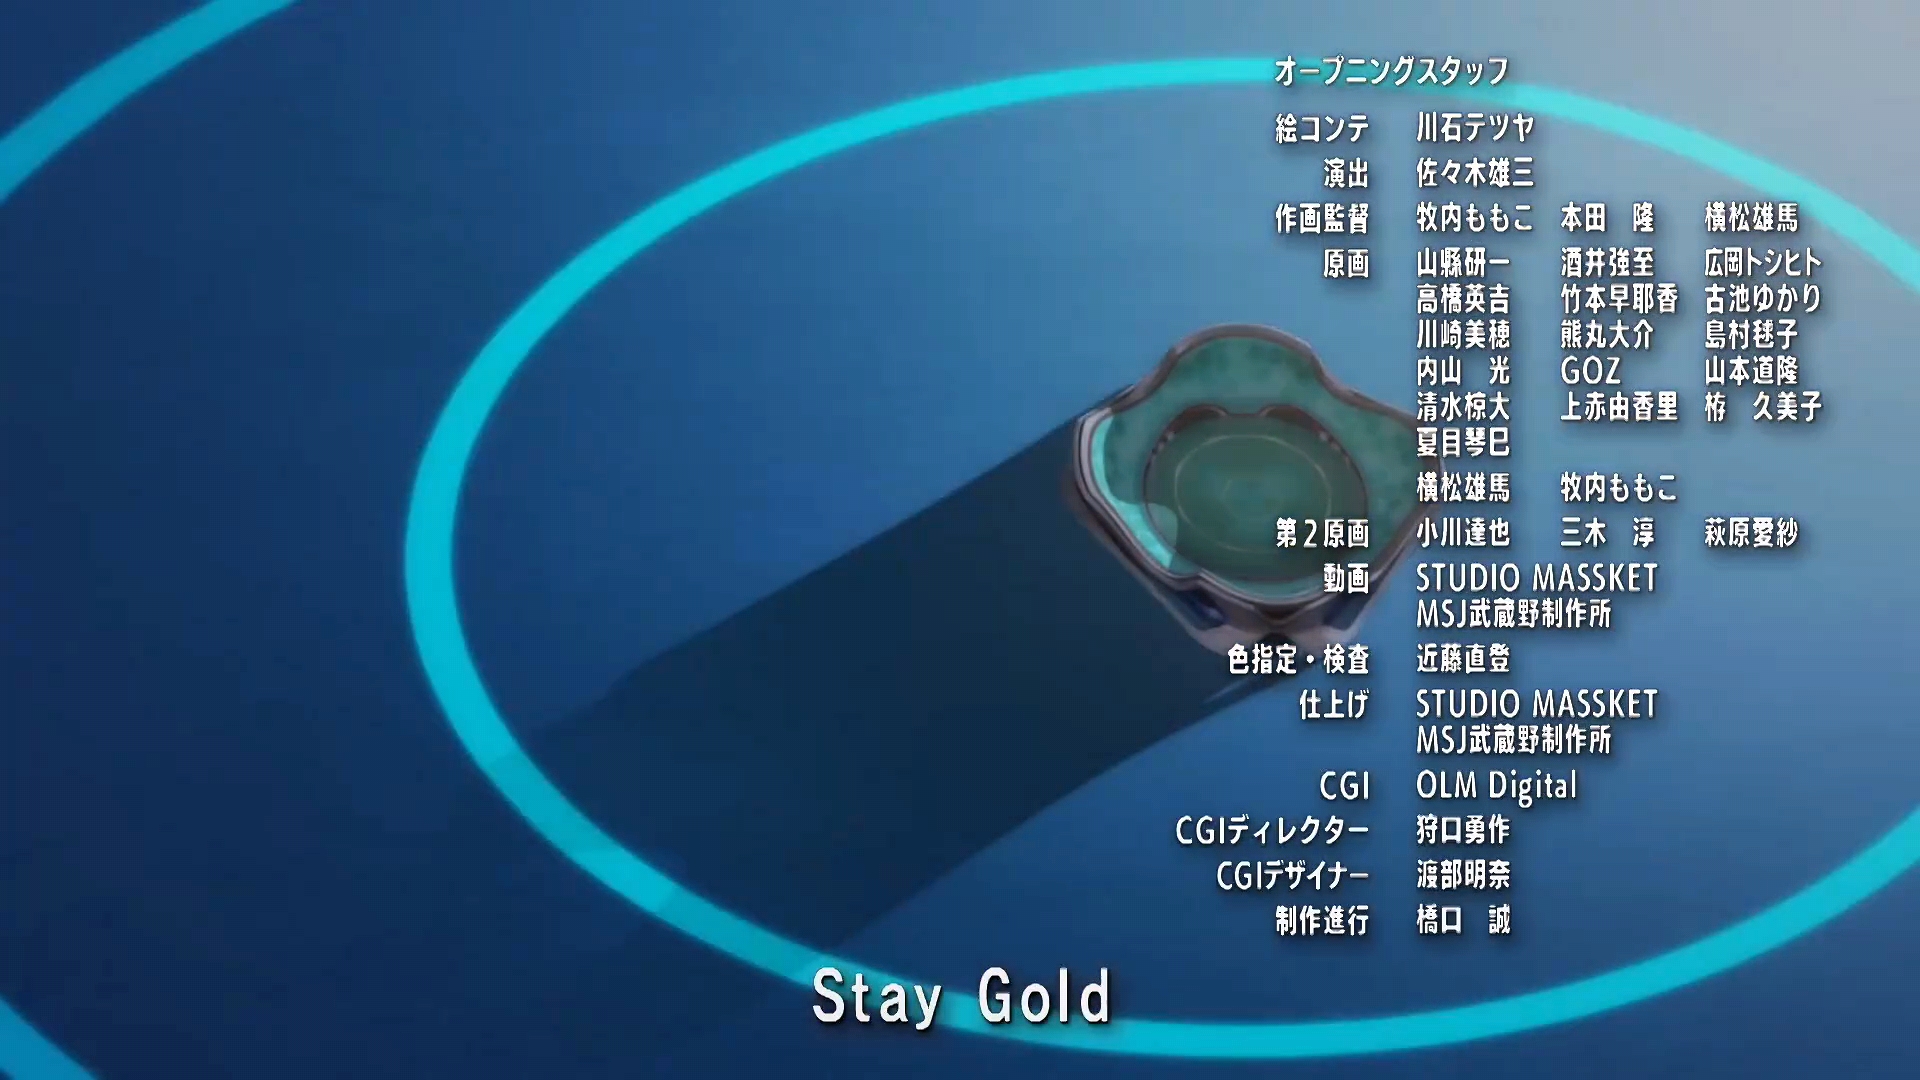 オープニングスタッフ
絵コンテ 川石テツヤ
演出 佐々木雄三
作画監督 牧内ももこ 本田　隆 横松雄馬
原画 山縣研一 酒井強至 広岡トシヒト
高橋英吉 竹本早耶香 古池ゆかり
川崎美穂 熊丸大介 島村毬子
内山　光 GOZ 山本道隆
清水椋大 上赤由香里 栫　久美子
夏目琴巳
横松雄馬 牧内ももこ
第2原画 小川達也 三木　淳 萩原愛紗
動画 STUDIO MASSKET
MSJ武蔵野制作所
色指定・検査 近藤直登
仕上げ STUDIO MASSKET
MSJ武蔵野制作所
CGI OLM Digital
CGIディレクター 狩口勇作
CGIデザイナー 渡部明奈
制作進行 橋口　誠
Stay Gold